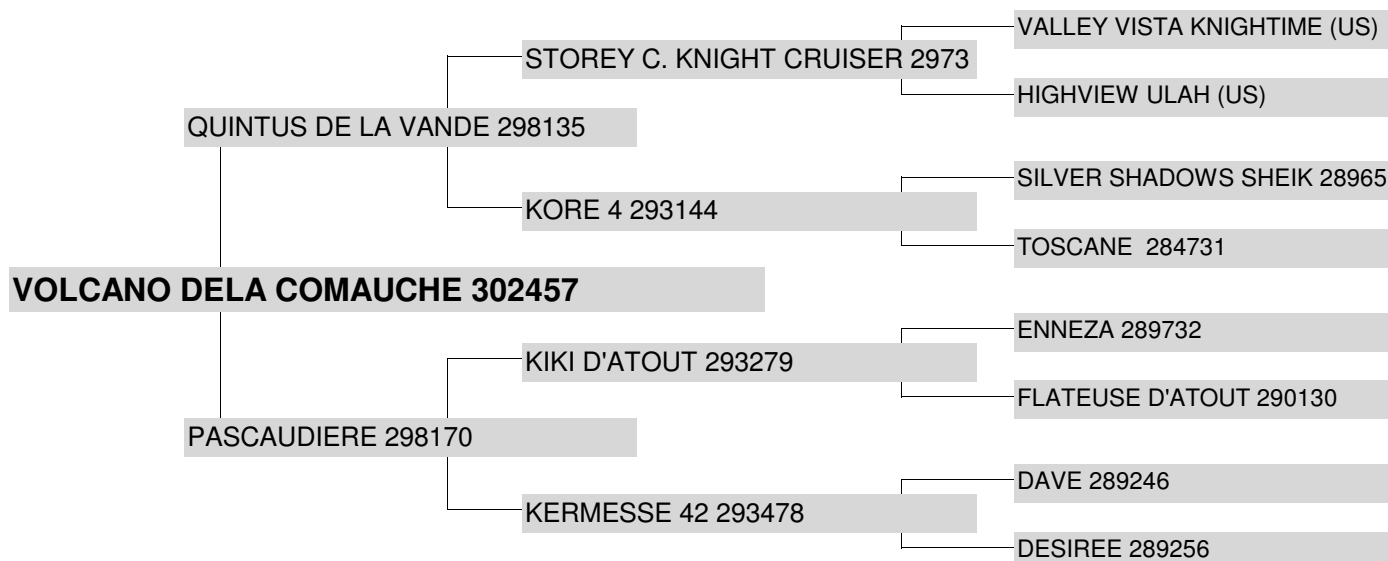 VALLEY VISTA KNIGHTIME (US)
STOREY C. KNIGHT CRUISER 2973
HIGHVIEW ULAH (US)
QUINTUS DE LA VANDE 298135
SILVER SHADOWS SHEIK 28965
KORE 4 293144
TOSCANE 284731
VOLCANO DELA COMAUCHE 302457
ENNEZA 289732
KIKI D'ATOUT 293279
FLATEUSE D'ATOUT 290130
PASCAUDIERE 298170
DAVE 289246
KERMESSE 42 293478
DESIREE 289256